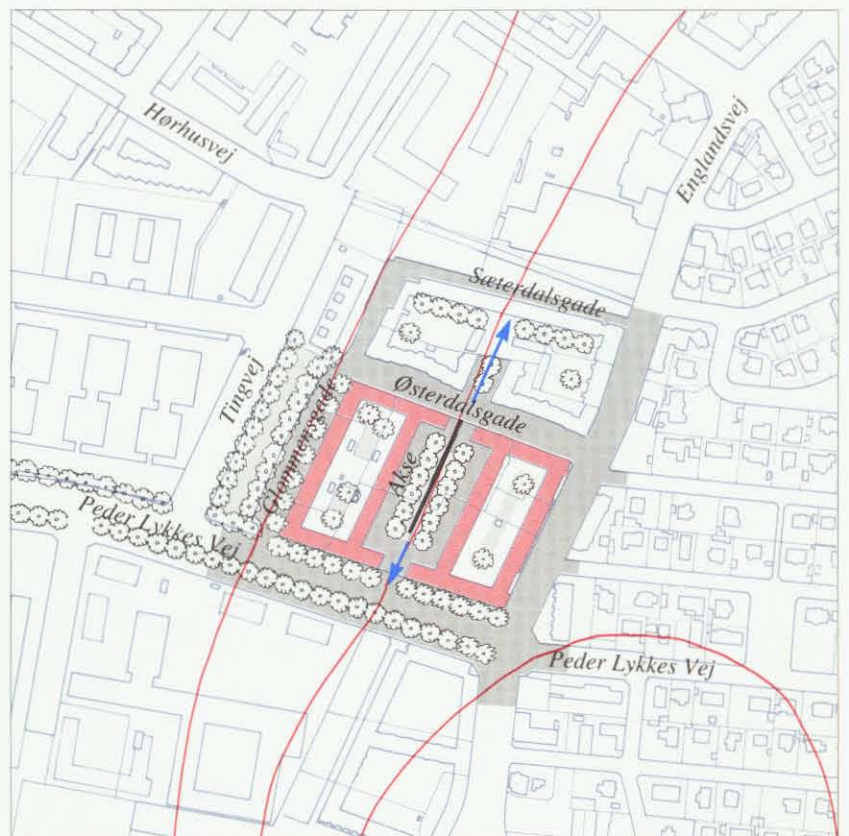 Hørhusvej
Englandsvej
Sæterdalsgade
Tingvej
Østerdalsgade
Glommensgade
Akse
Peder Lykkes Vej
Peder Lykkes Vej